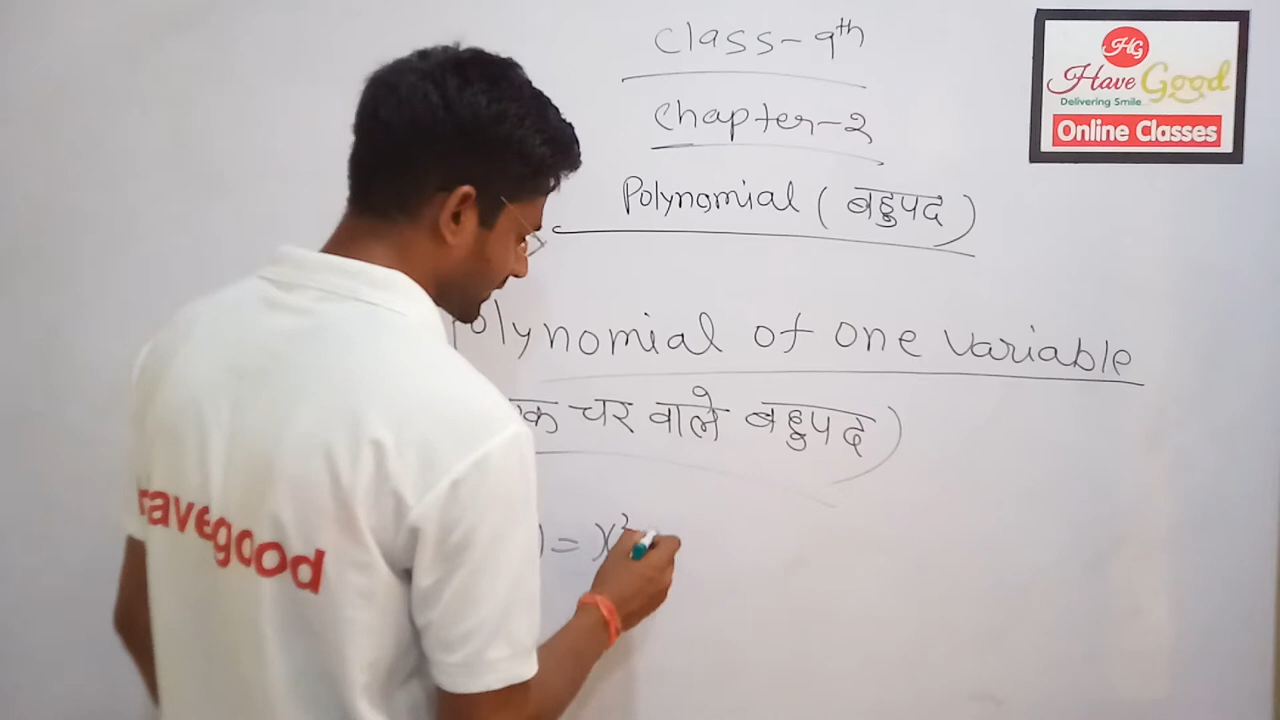 Class-9th
Chapter-2
Polynomial (बहुपद)
Polynomial of one variable
एक चर वाले बहुपद)
) = x²
HG
Have Good
Delivering Smile
Online Classes
havegood